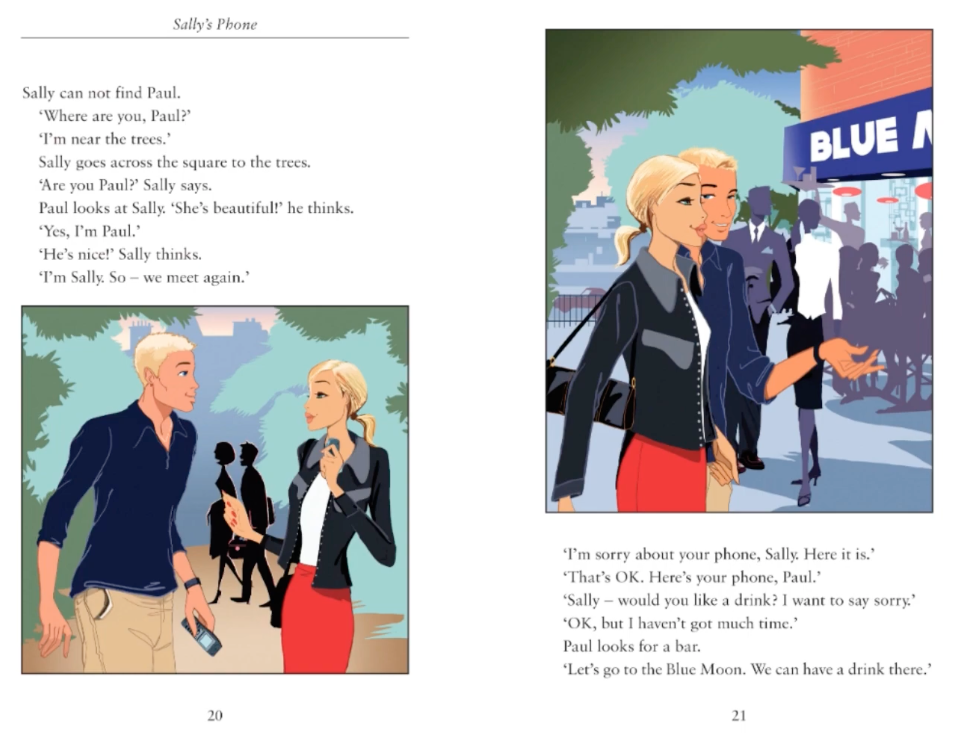 Sally's Phone
Sally can not find Paul.
‘Where are you, Paul?’
‘I'm near the trees.’
Sally goes across the square to the trees.
‘Are you Paul?’ Sally says.
Paul looks at Sally. ‘She's beautiful!’ he thinks.
‘Yes, I'm Paul.’
‘He's nice!’ Sally thinks.
‘I'm Sally. So – we meet again.’
20
BLUE
‘I'm sorry about your phone, Sally. Here it is.’
‘That's OK. Here's your phone, Paul.’
‘Sally – would you like a drink? I want to say sorry.’
‘OK, but I haven't got much time.’
Paul looks for a bar.
‘Let's go to the Blue Moon. We can have a drink there.’
21